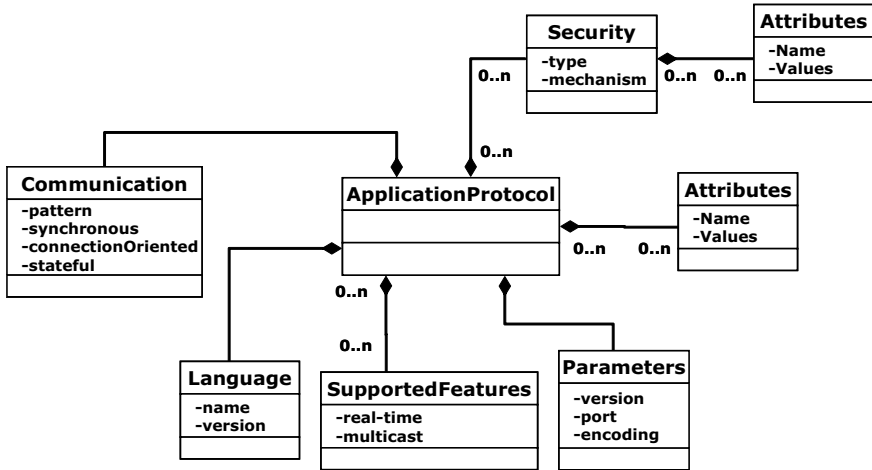 Security
-type
-mechanism
0..n
0..n
0..n
0..n
Attributes
-Name
-Values
Communication
-pattern
-synchronous
-connectionOriented
-stateful
ApplicationProtocol
Attributes
-Name
-Values
0..n
0..n
0..n
0..n
Language
-name
-version
SupportedFeatures
-real-time
-multicast
Parameters
-version
-port
-encoding